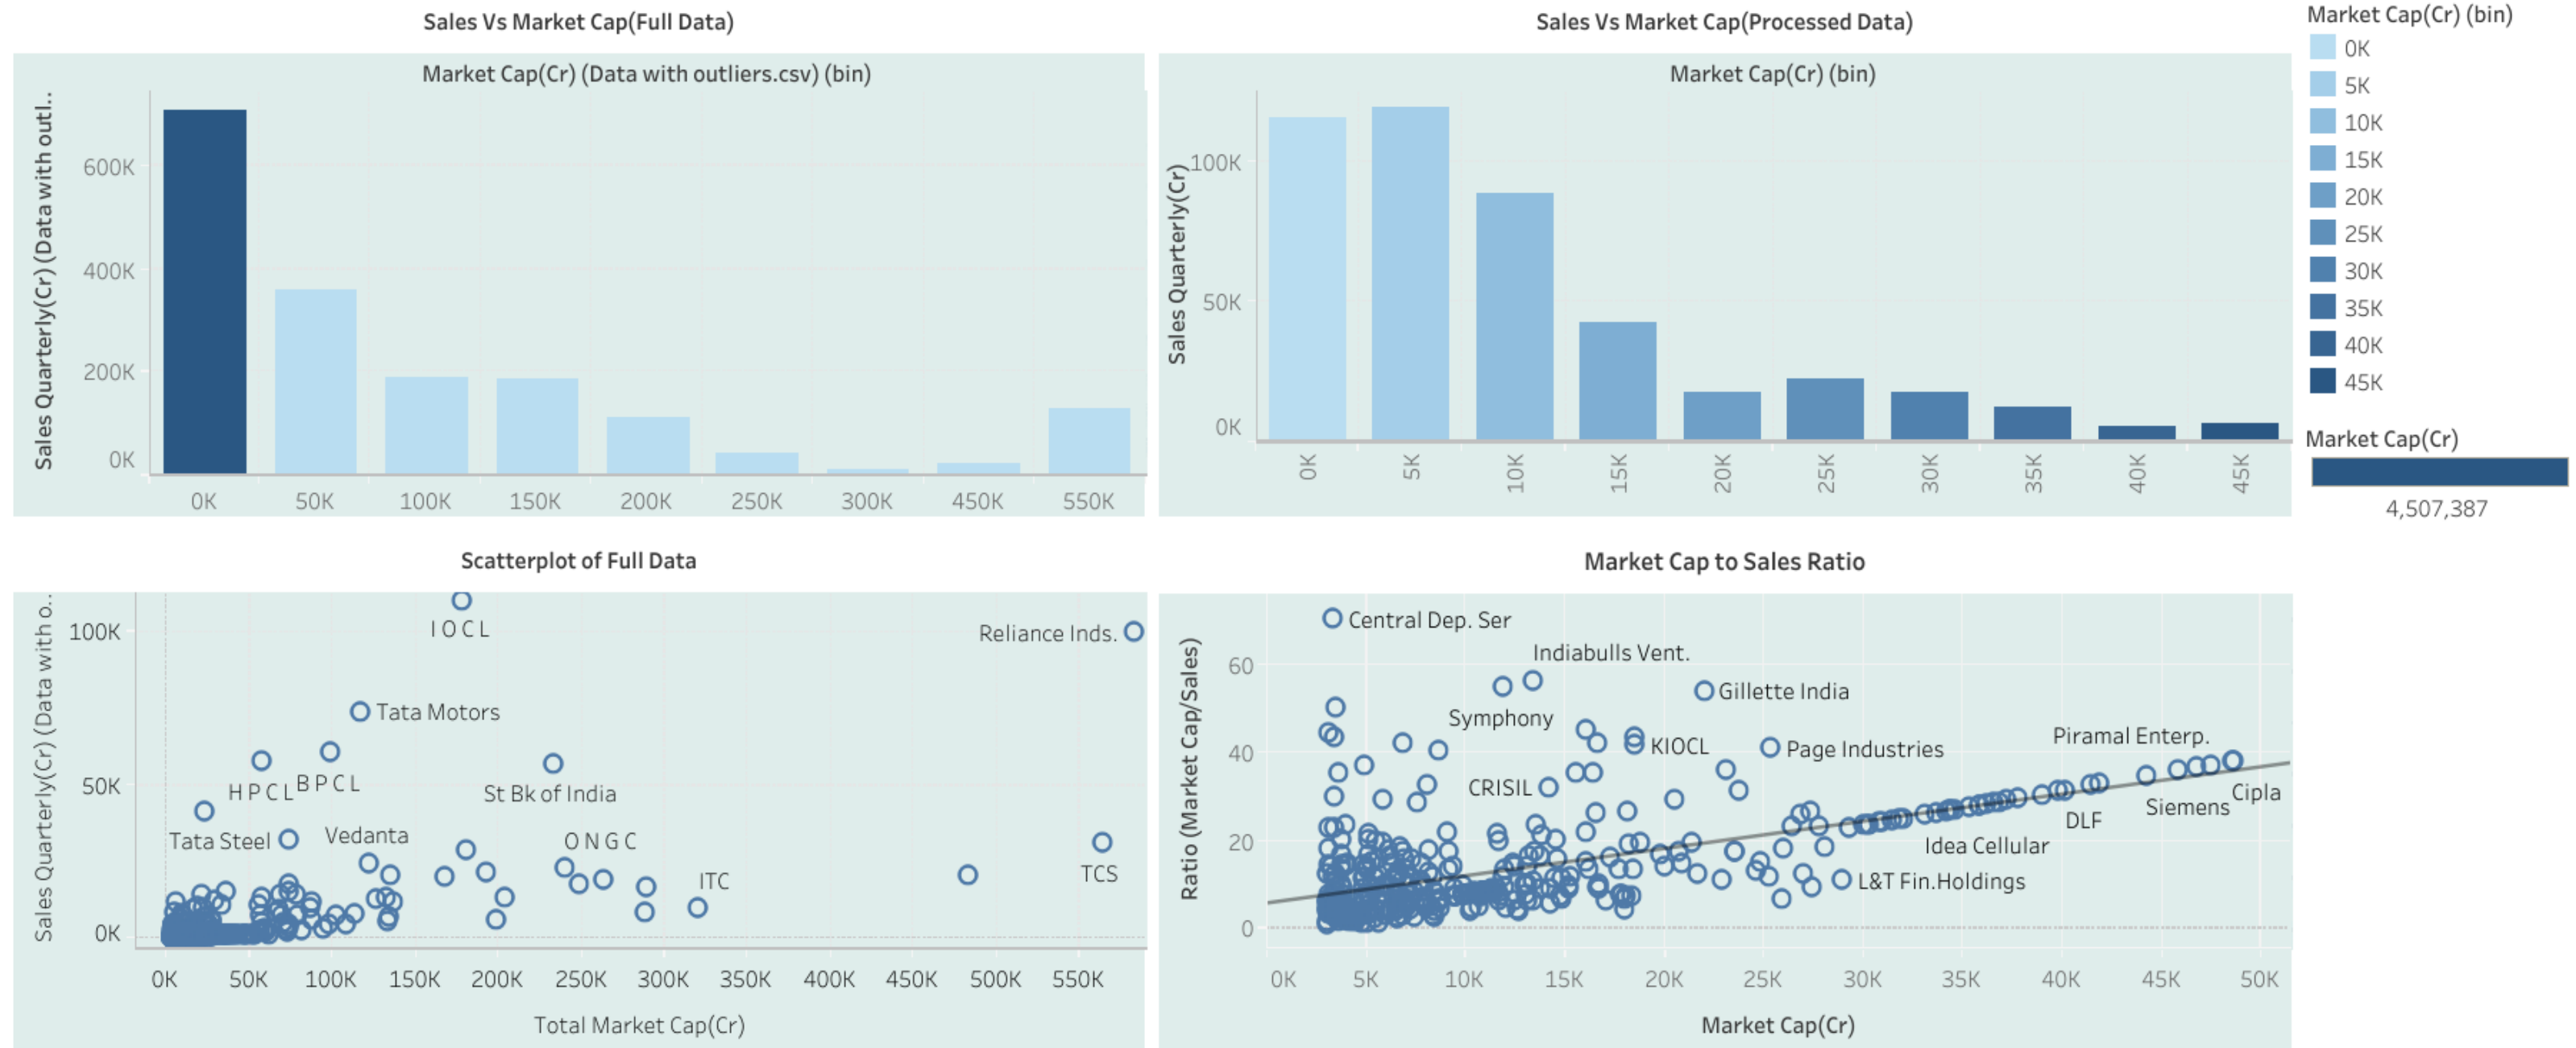 Sales Vs Market Cap(Full Data)
Market Cap(Cr) (Data with outliers.csv) (bin)
Sales Quarterly(Cr) (Data with outl..
600K
400K
200K
0K
0K 50K 100K 150K 200K 250K 300K 450K 550K
Sales Vs Market Cap(Processed Data)
Market Cap(Cr) (bin)
Sales Quarterly(Cr)
100K
50K
0K
0K 5K 10K 15K 20K 25K 30K 35K 40K 45K
Market Cap(Cr) (bin)
0K
5K
10K
15K
20K
25K
30K
35K
40K
45K
Market Cap(Cr)
4,507,387
Scatterplot of Full Data
Sales Quarterly(Cr) (Data with o..
100K
50K
0K
I O C L
Reliance Inds.
Tata Motors
H P C L
B P C L
St Bk of India
Tata Steel
Vedanta
O N G C
ITC
TCS
0K 50K 100K 150K 200K 250K 300K 350K 400K 450K 500K 550K
Total Market Cap(Cr)
Market Cap to Sales Ratio
Ratio (Market Cap/Sales)
60
40
20
0
Central Dep. Ser
Indiabulls Vent.
Gillette India
Symphony
KIOCL
Page Industries
Piramal Enterp.
CRISIL
Cipla
Siemens
DLF
Idea Cellular
L&T Fin.Holdings
0K 5K 10K 15K 20K 25K 30K 35K 40K 45K 50K
Market Cap(Cr)